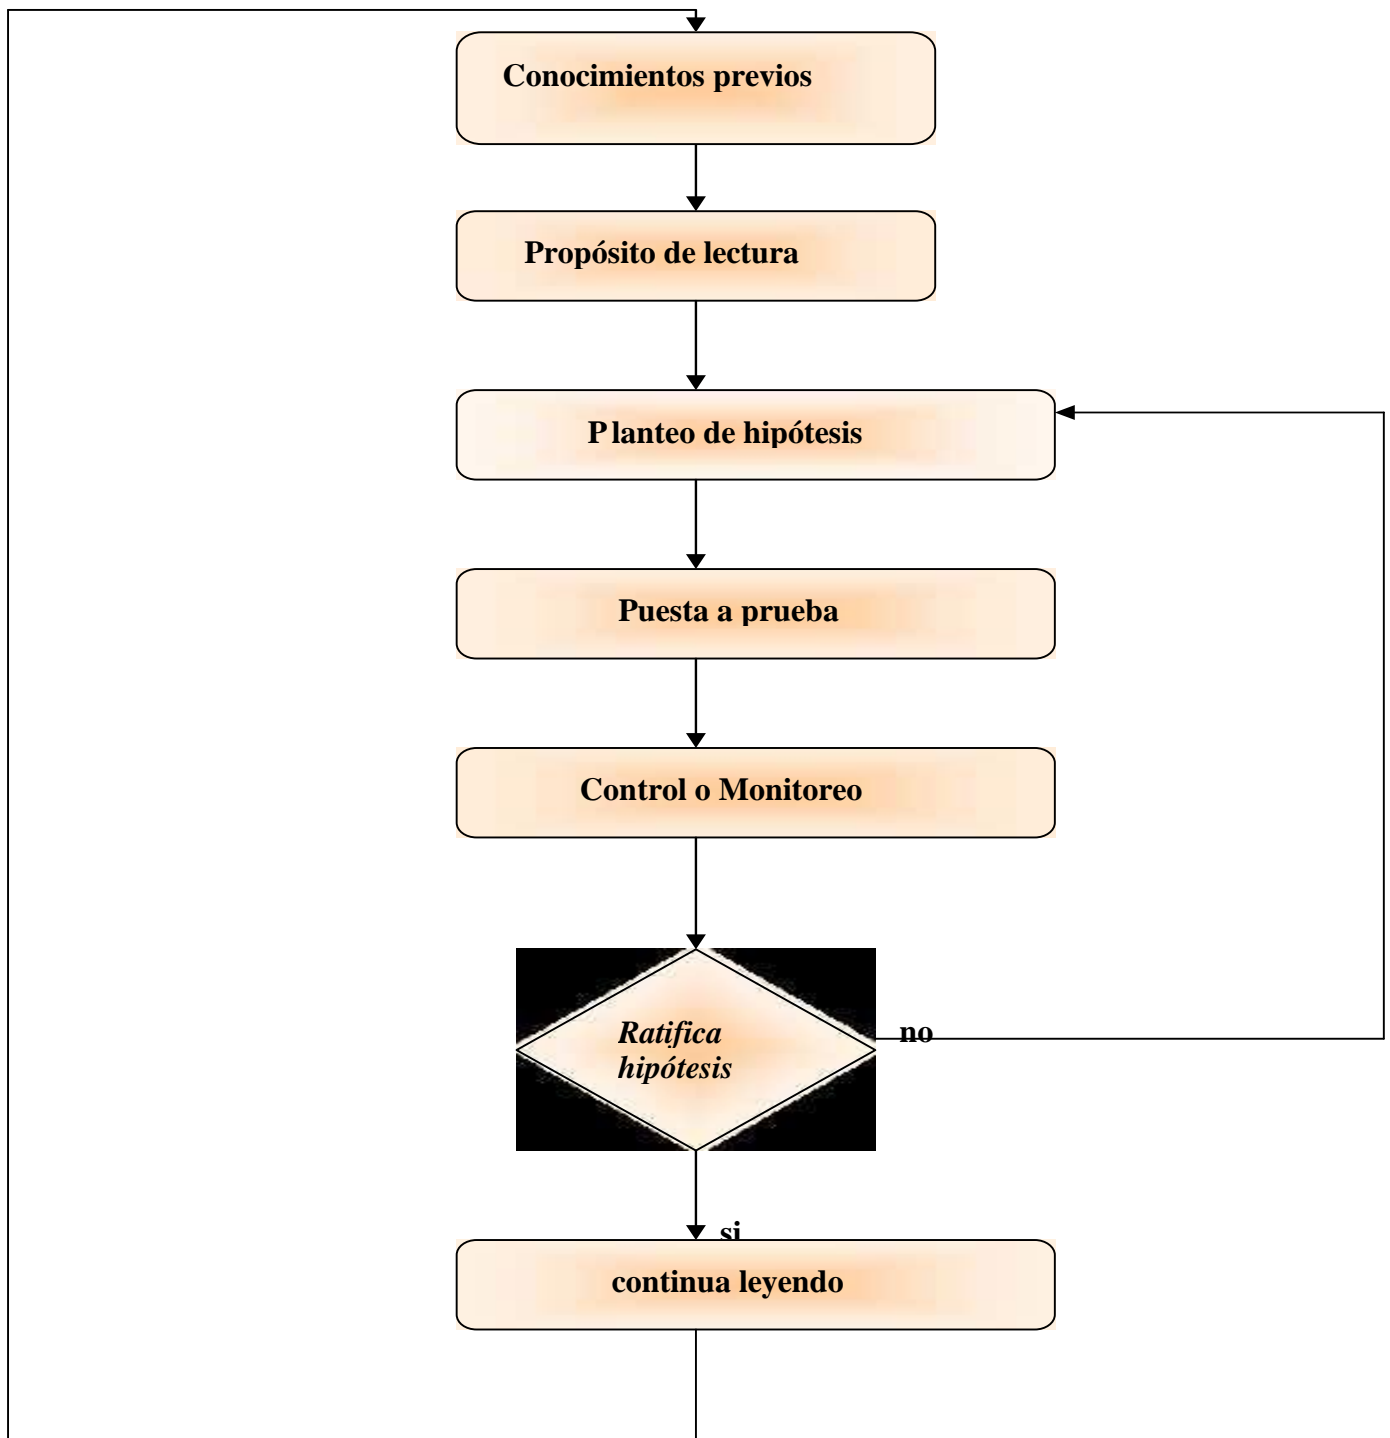 Conocimientos previos
Propósito de lectura
Planteo de hipótesis
Puesta a prueba
Control o Monitoreo
Ratifica
hipótesis
no
si
continua leyendo